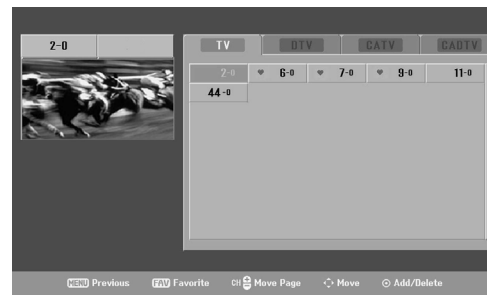 2-0
TV DTV CATV CADTV
2-0 ♥ 6-0 ♥ 7-0 ♥ 9-0 11-0
44-0
MENU Previous FAV Favorite CH Move Page Move Add/Delete